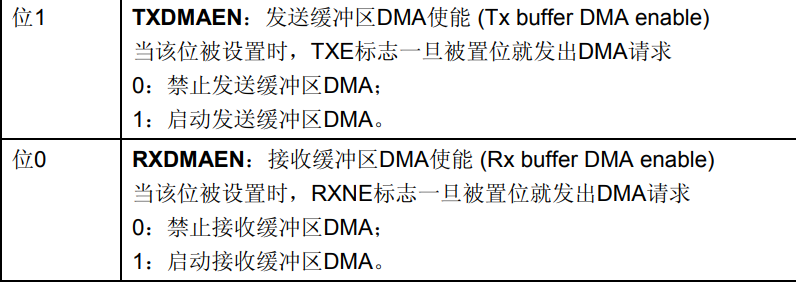 位1
TXDMAEN：发送缓冲区DMA使能 (Tx buffer DMA enable)
当该位被设置时，TXE标志一旦被置位就发出DMA请求
0：禁止发送缓冲区DMA；
1：启动发送缓冲区DMA。
位0
RXDMAEN：接收缓冲区DMA使能 (Rx buffer DMA enable)
当该位被设置时，RXNE标志一旦被置位就发出DMA请求
0：禁止接收缓冲区DMA；
1：启动接收缓冲区DMA。